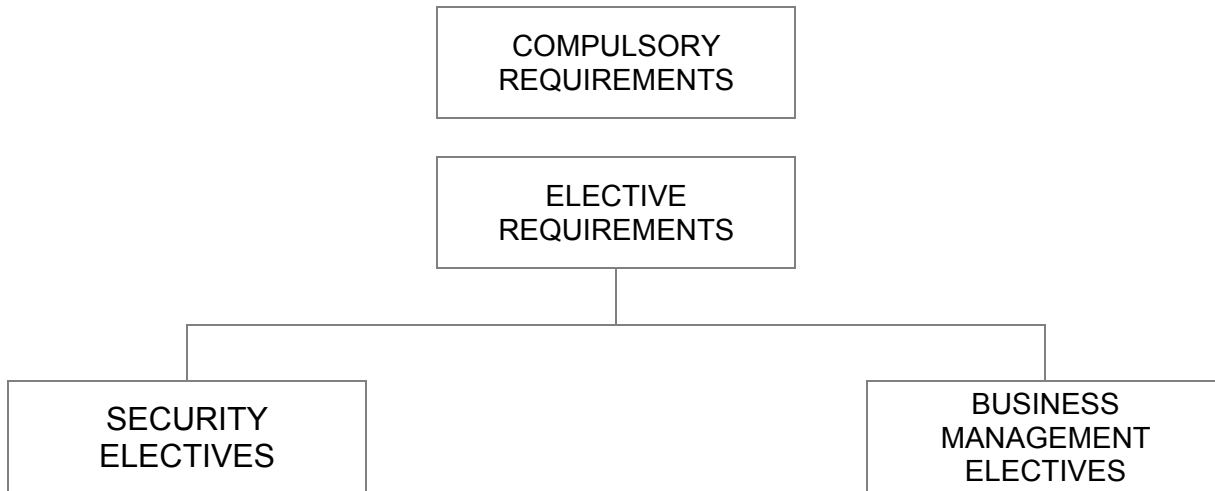 COMPULSORY
REQUIREMENTS
ELECTIVE
REQUIREMENTS
SECURITY
ELECTIVES
BUSINESS
MANAGEMENT
ELECTIVES